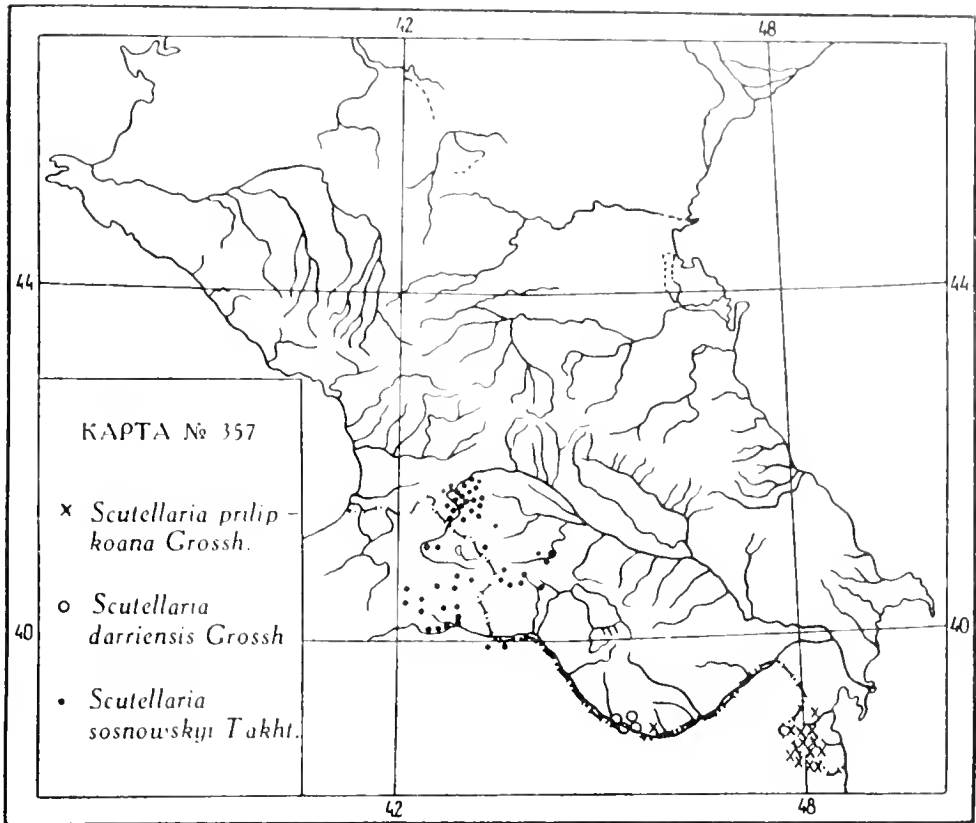 42 48
44 44
КАРТА № 357
x Scutellaria prilip-
koana Grossh.
o Scutellaria
darriensis Grossh
• Scutellaria
sosnowskyi Takht.
40 40
42 48